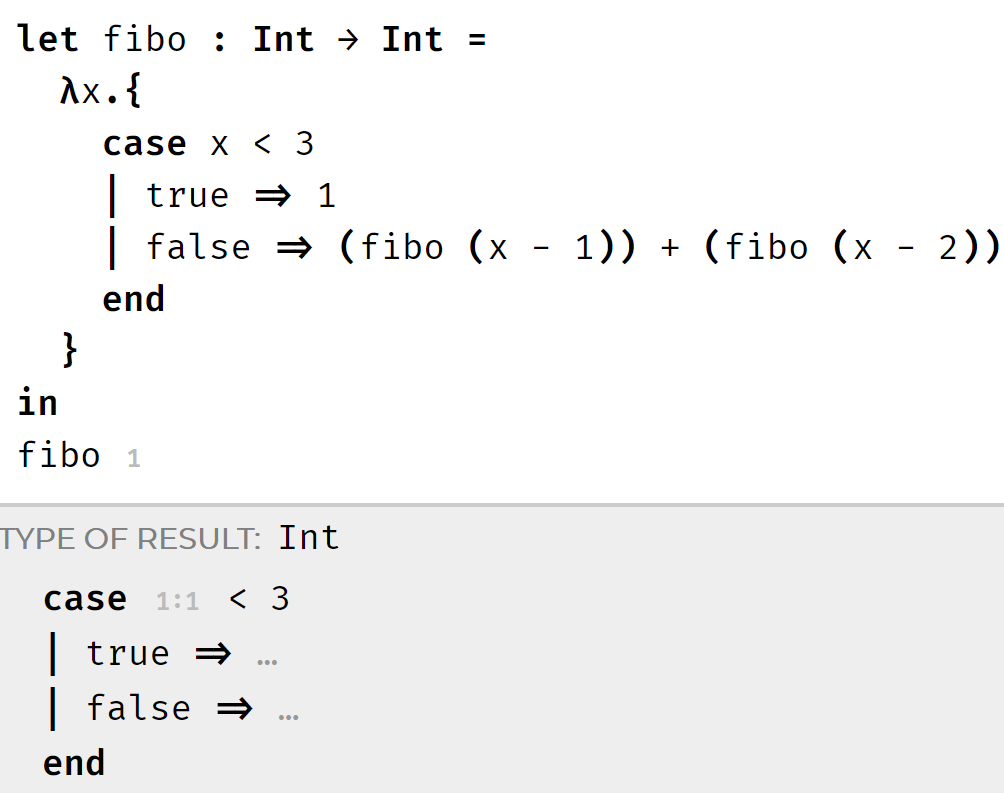 let fibo : Int → Int =
λx.{
case x < 3
| true ⇒ 1
| false ⇒ (fibo (x - 1)) + (fibo (x - 2))
end
}
in
fibo 1
TYPE OF RESULT: Int
case 1:1 < 3
| true ⇒ …
| false ⇒ …
end